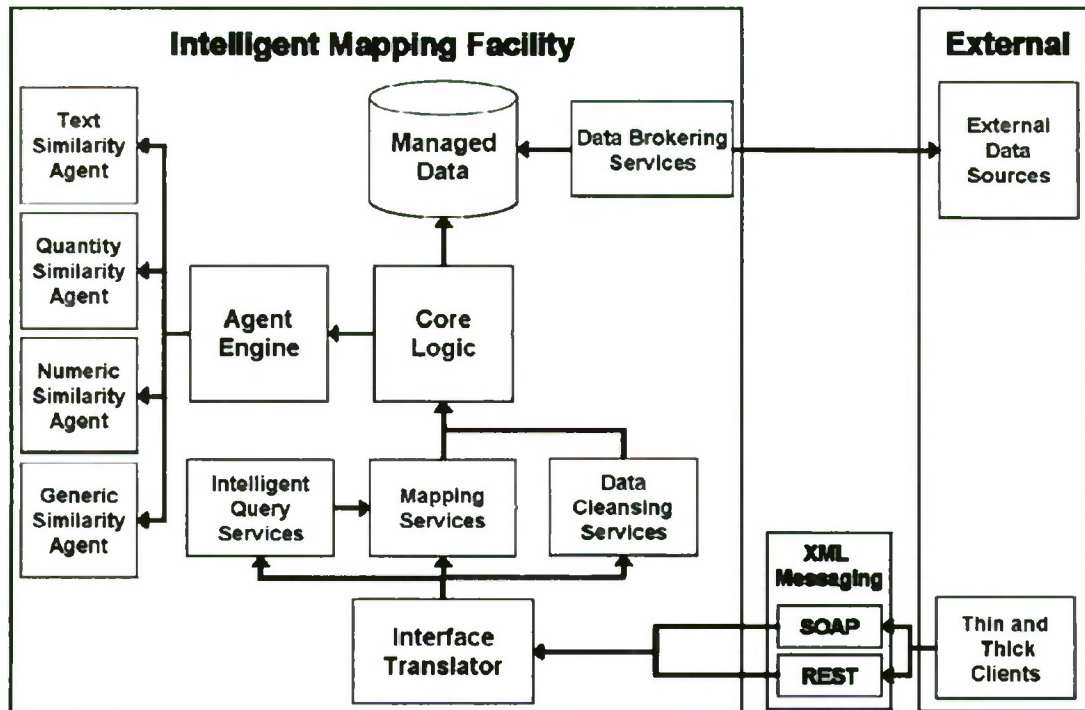 Intelligent Mapping Facility
External
Text
Similarity
Agent
Managed
Data
Data Brokering
Services
External
Data
Sources
Quantity
Similarity
Agent
Agent
Engine
Core
Logic
Numeric
Similarity
Agent
Generic
Similarity
Agent
Intelligent
Query
Services
Mapping
Services
Data
Cleansing
Services
XML
Messaging
SOAP
REST
Interface
Translator
Thin and
Thick
Clients